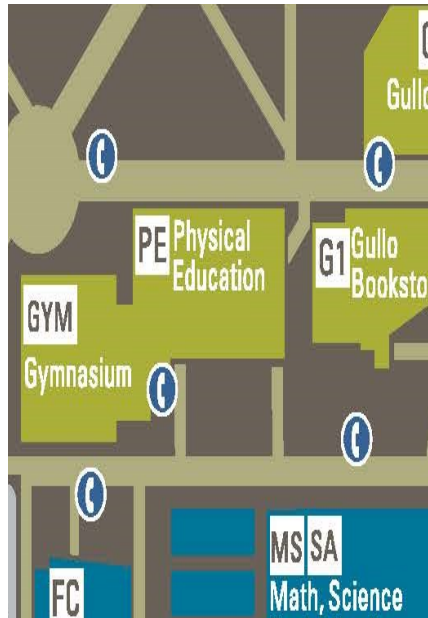 Gullo
PE Physical
Education
G1 Gullo
Booksto
GYM
Gymnasium
MS SA
Math, Science
FC